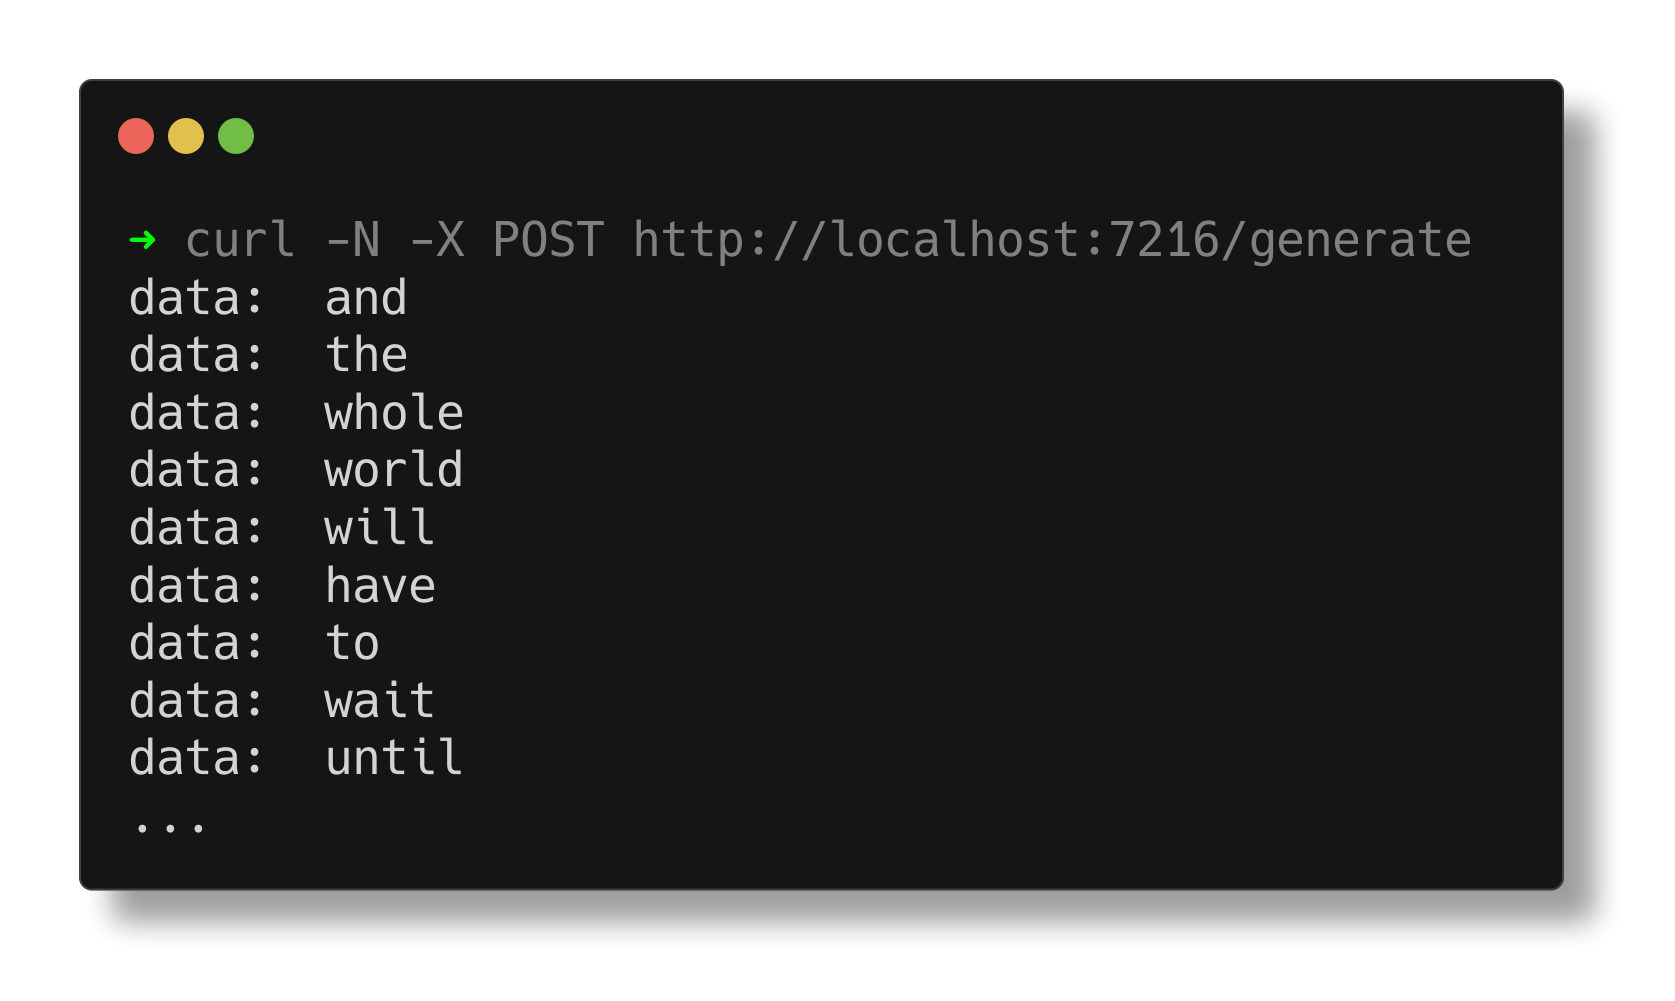 ➜ curl -N -X POST http://localhost:7216/generate
data:  and
data:  the
data:  whole
data:  world
data:  will
data:  have
data:  to
data:  wait
data:  until
...